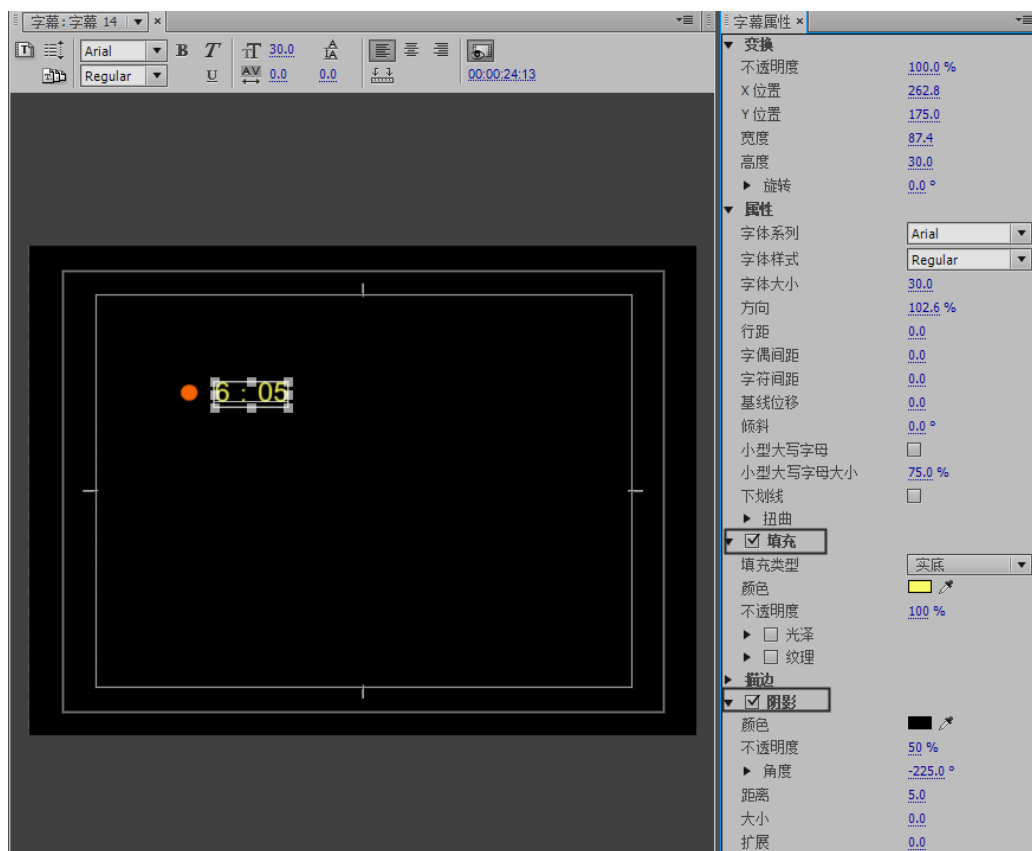 字幕:字幕 14
Arial
B
T
T
30.0
A
IA
Regular
U
AV
0.0
0.0
00:00:24:13
6 : 05
字幕属性
变换
不透明度 100.0 %
X 位置 262.8
Y 位置 175.0
宽度 87.4
高度 30.0
旋转 0.0 °
属性
字体系列 Arial
字体样式 Regular
字体大小 30.0
方向 102.6 %
行距 0.0
字偶间距 0.0
字符间距 0.0
基线位移 0.0
倾斜 0.0 °
小型大写字母
小型大写字母大小 75.0 %
下划线
扭曲
填充
填充类型 实底
颜色
不透明度 100 %
光泽
纹理
描边
阴影
颜色
不透明度 50 %
角度 -225.0 °
距离 5.0
大小 0.0
扩展 0.0